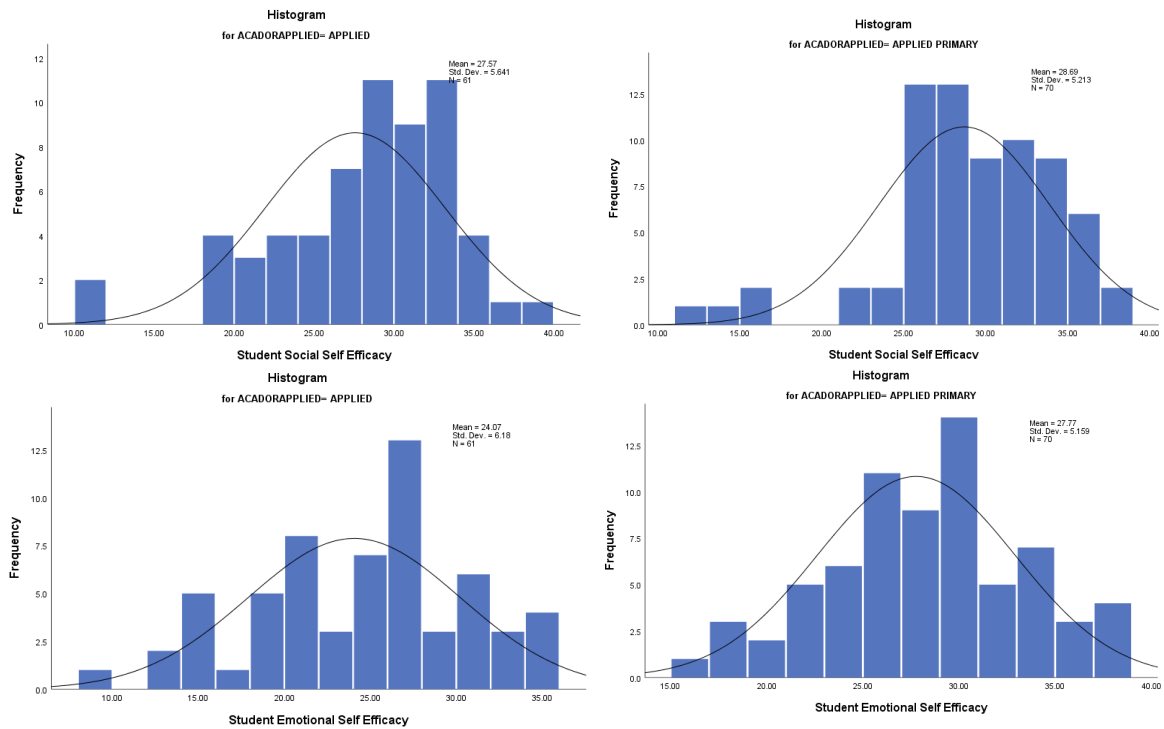 Histogram
for ACADORAPPLIED= APPLIED
Mean = 27.57
Std. Dev. = 5.641
N = 61
12
10
8
6
4
2
0
Frequency
10.00 15.00 20.00 25.00 30.00 35.00 40.00
Student Social Self Efficacy
Histogram
for ACADORAPPLIED= APPLIED PRIMARY
Mean = 28.69
Std. Dev. = 5.213
N = 70
12.5
10.0
7.5
5.0
2.5
0.0
Frequency
10.00 15.00 20.00 25.00 30.00 35.00 40.00
Student Social Self Efficacy
Histogram
for ACADORAPPLIED= APPLIED
Mean = 24.07
Std. Dev. = 6.18
N = 61
12.5
10.0
7.5
5.0
2.5
0.0
Frequency
10.00 15.00 20.00 25.00 30.00 35.00
Student Emotional Self Efficacy
Histogram
for ACADORAPPLIED= APPLIED PRIMARY
Mean = 27.77
Std. Dev. = 5.159
N = 70
12.5
10.0
7.5
5.0
2.5
0.0
Frequency
15.00 20.00 25.00 30.00 35.00 40.00
Student Emotional Self Efficacy